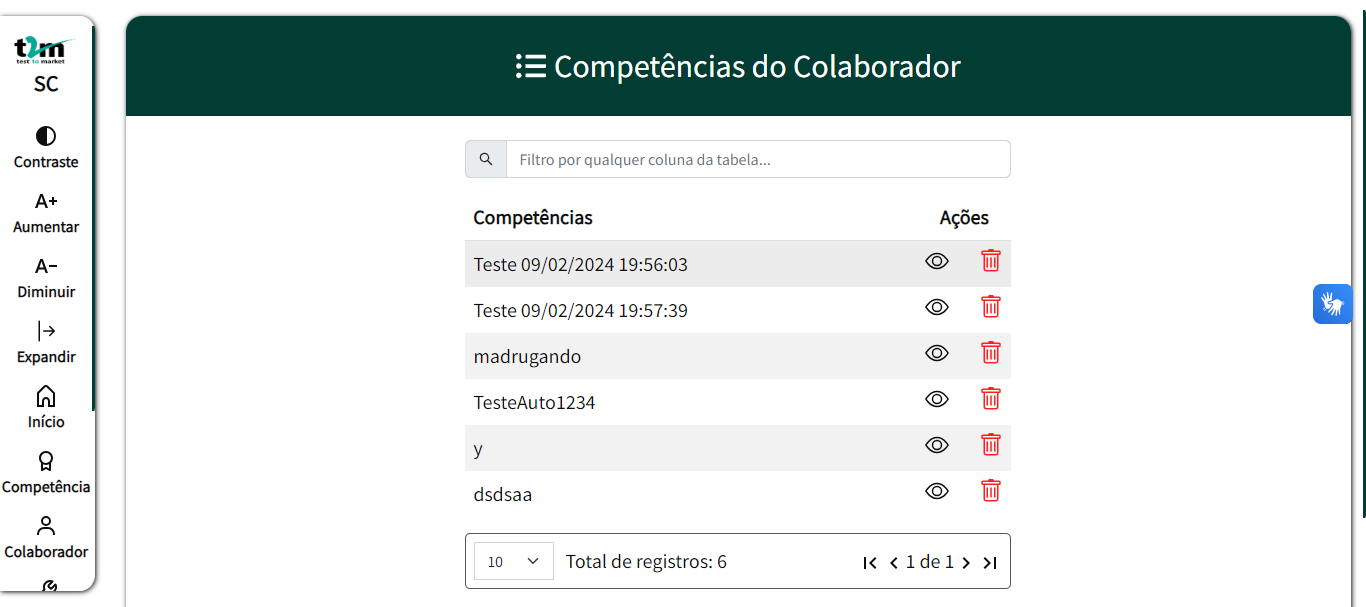 t2m
test to market
SC
Contraste
A+
Aumentar
A-
Diminuir
Expandir
Início
Competência
Colaborador
Competências do Colaborador
Filtro por qualquer coluna da tabela...
Competências Ações
Teste 09/02/2024 19:56:03
Teste 09/02/2024 19:57:39
madrugando
TesteAuto1234
y
dsdsaa
10 Total de registros: 6 1 de 1